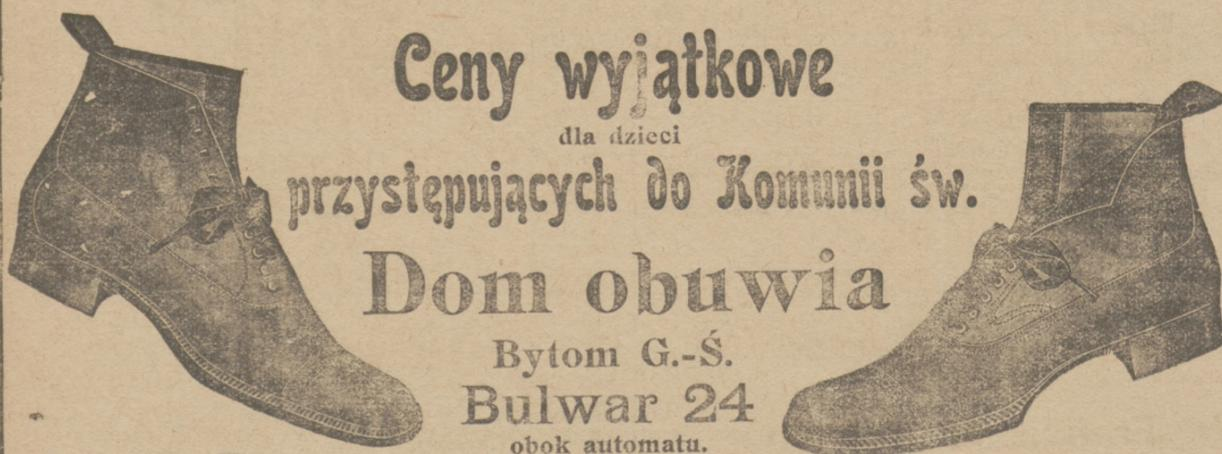 Ceny wyjątkowe
dla dzieci
przystępujących do Komunii św.
Dom obuwia
Bytom G.-Ś.
Bulwar 24
obok automatu.